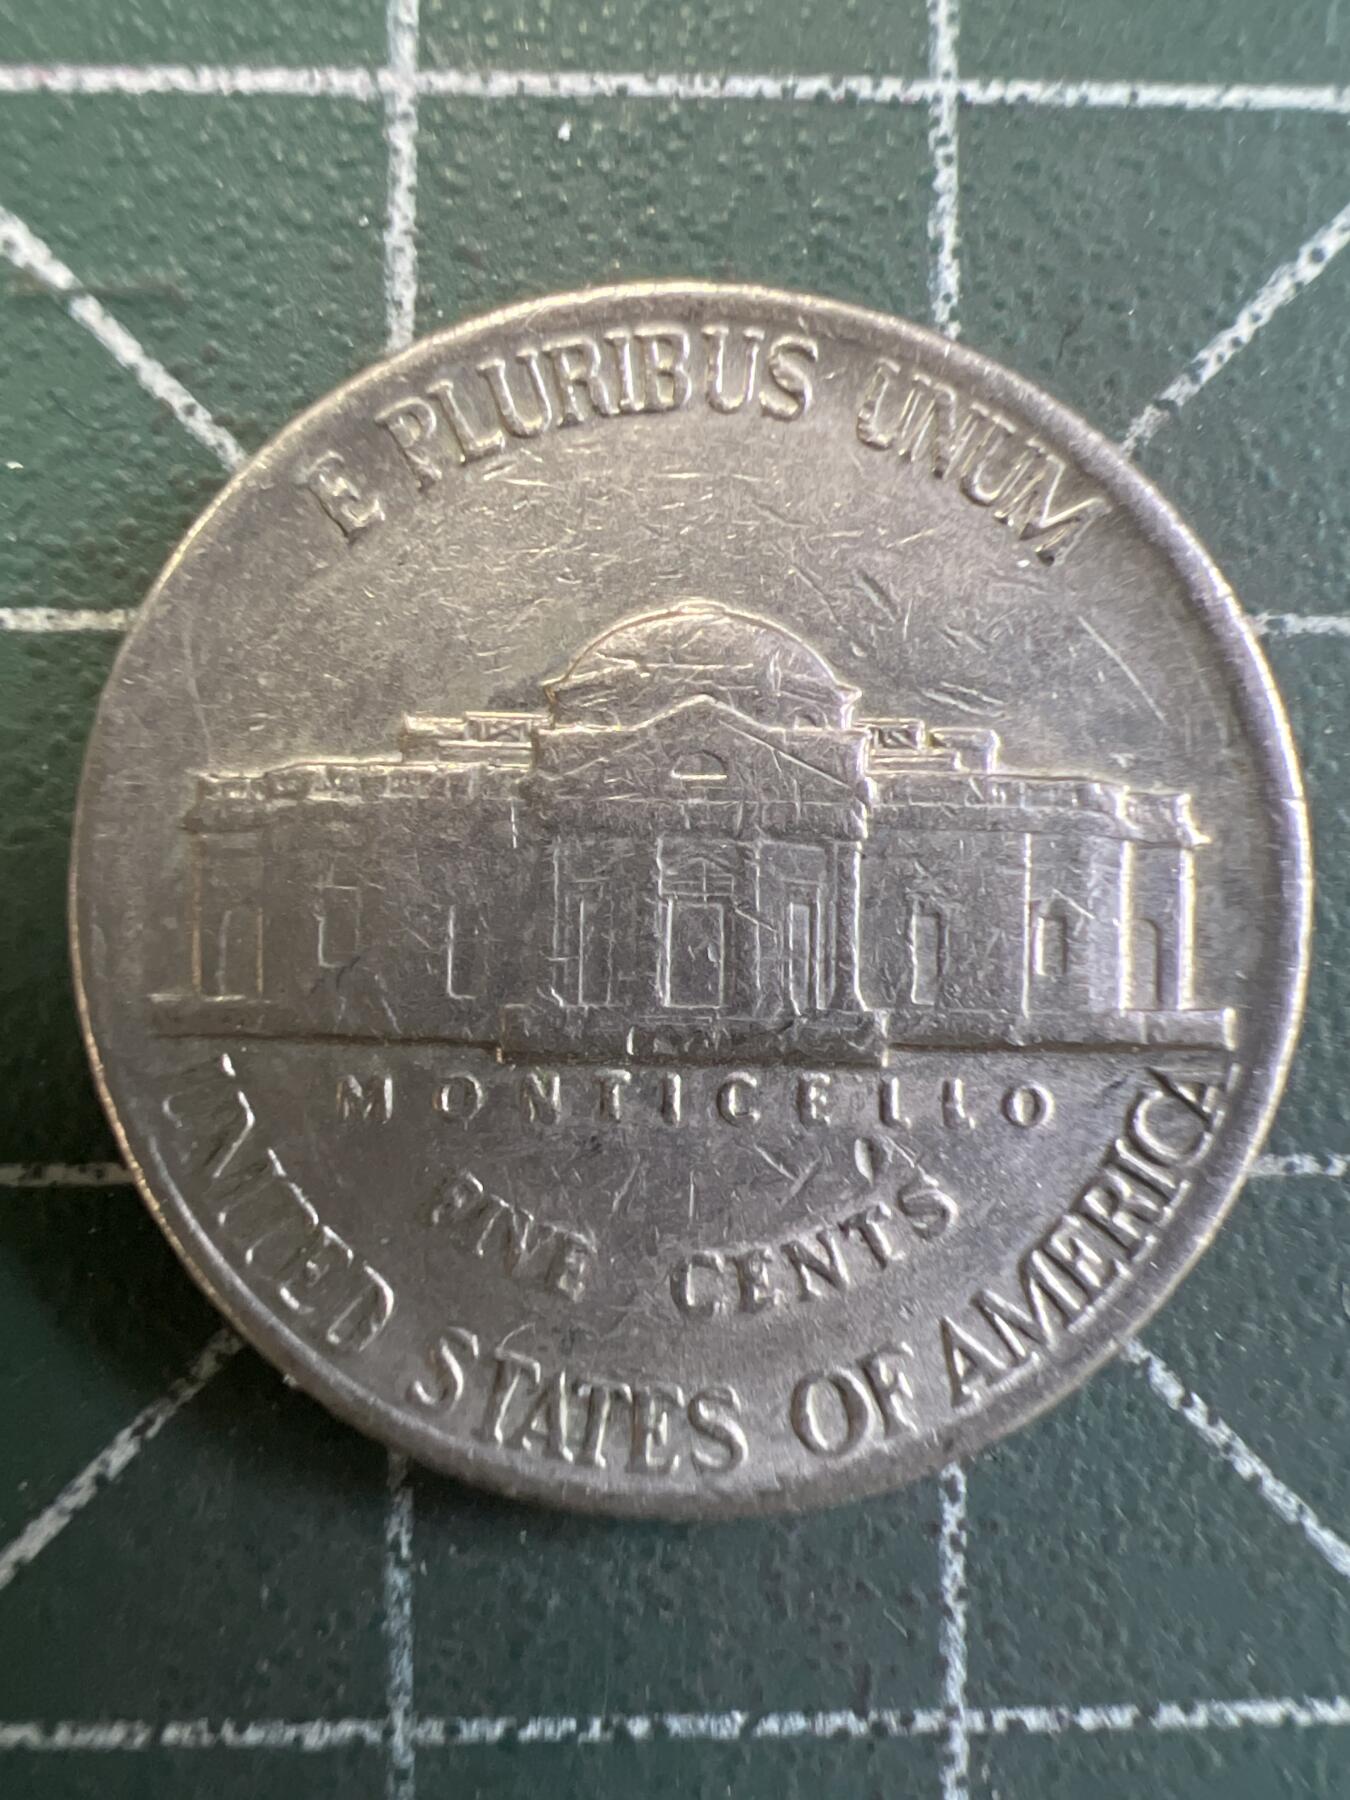 E PLURIBUS UNUM
MONTICELLO
FIVE CENTS
UNITED STATES OF AMERICA